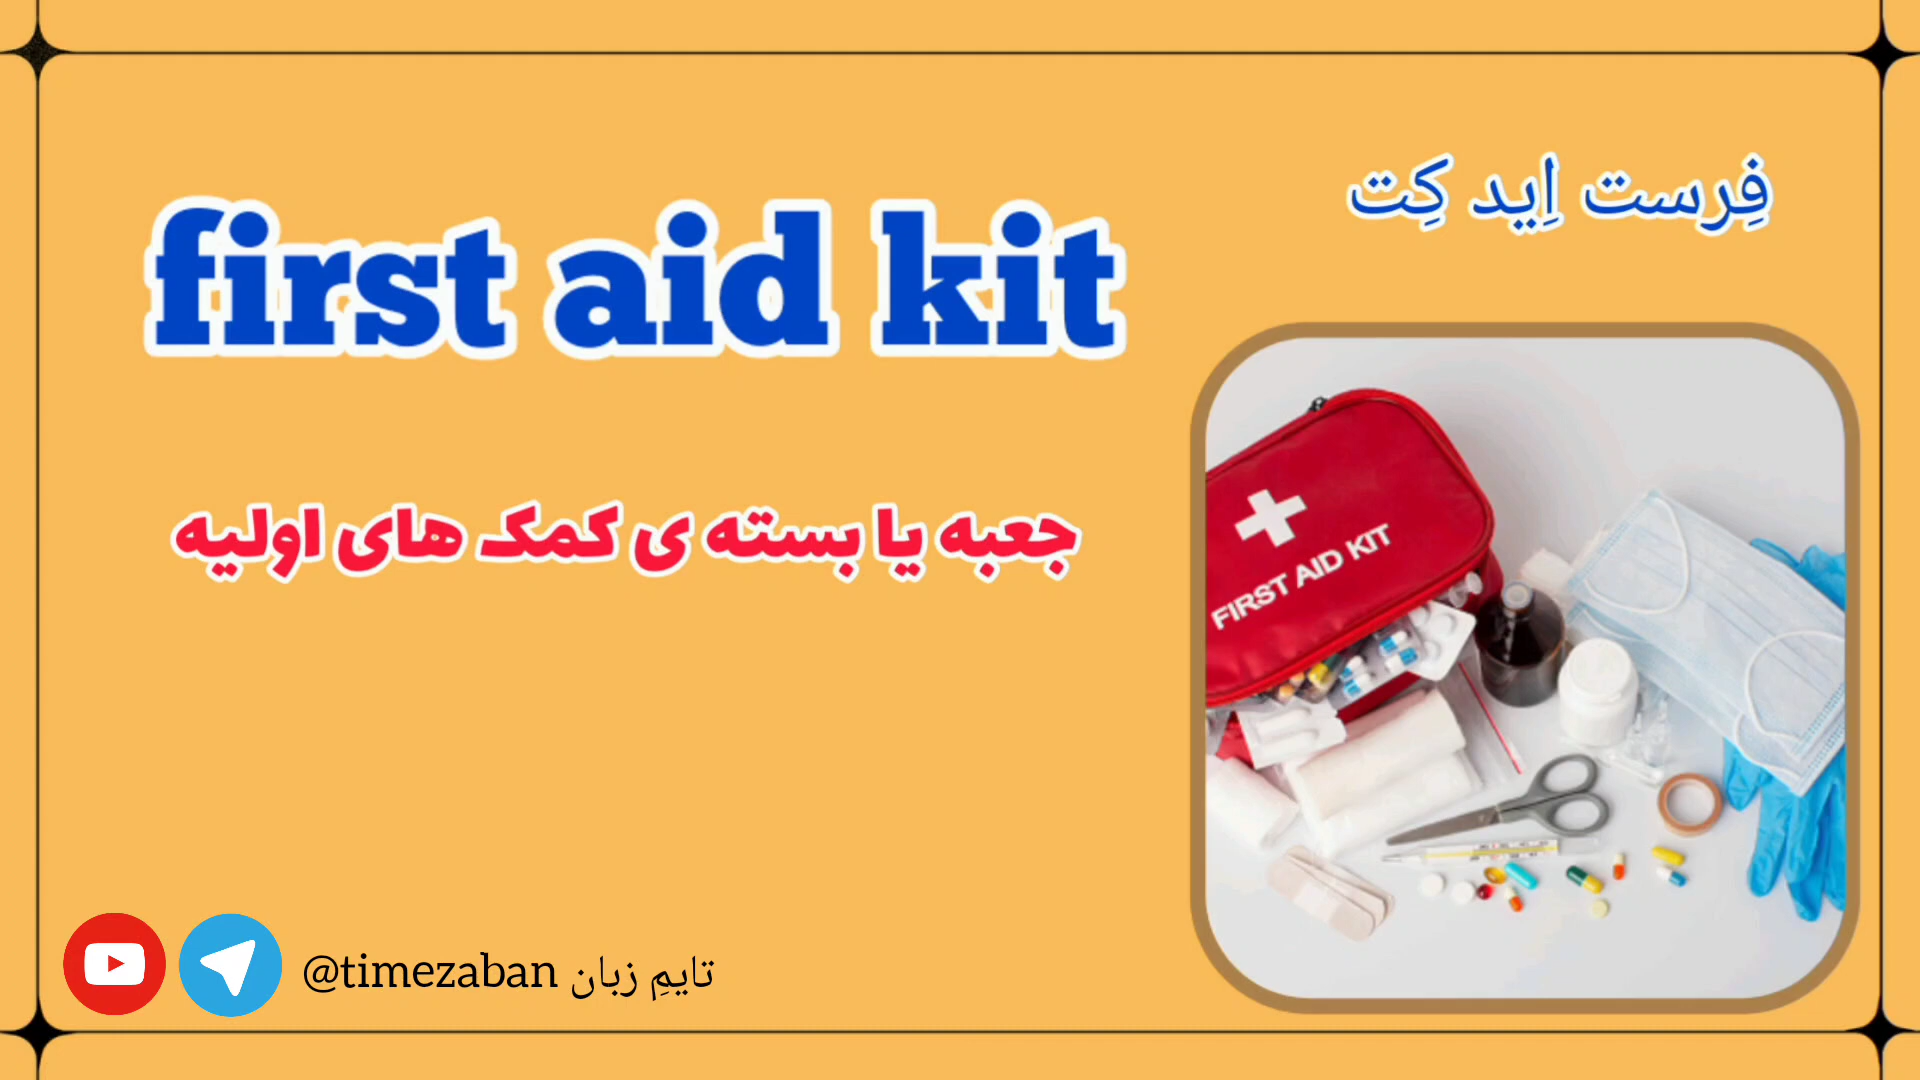 فِرست اِید کِت
first aid kit
جعبه یا بسته ی کمک های اولیه
FIRST AID KIT
@timezaban تایمِ زبان